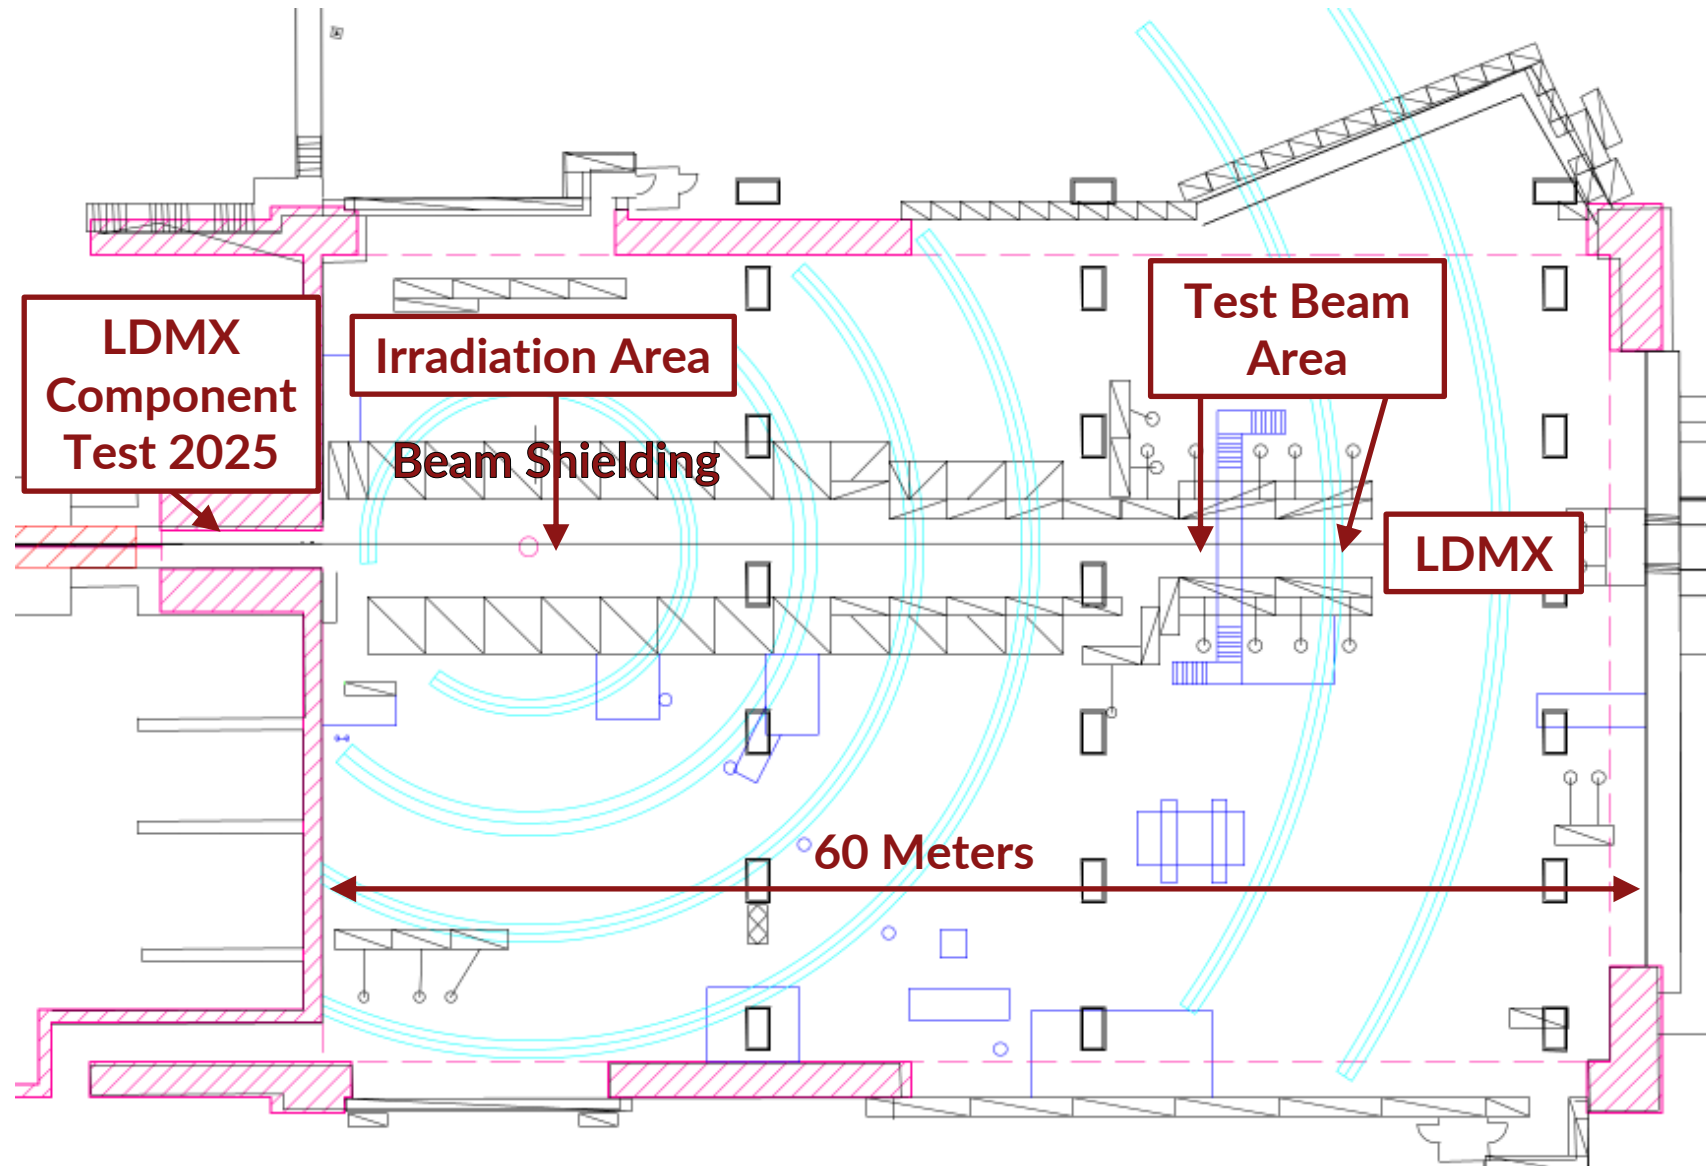 LDMX
Component
Test 2025
Irradiation Area
Beam Shielding
Test Beam
Area
LDMX
60 Meters